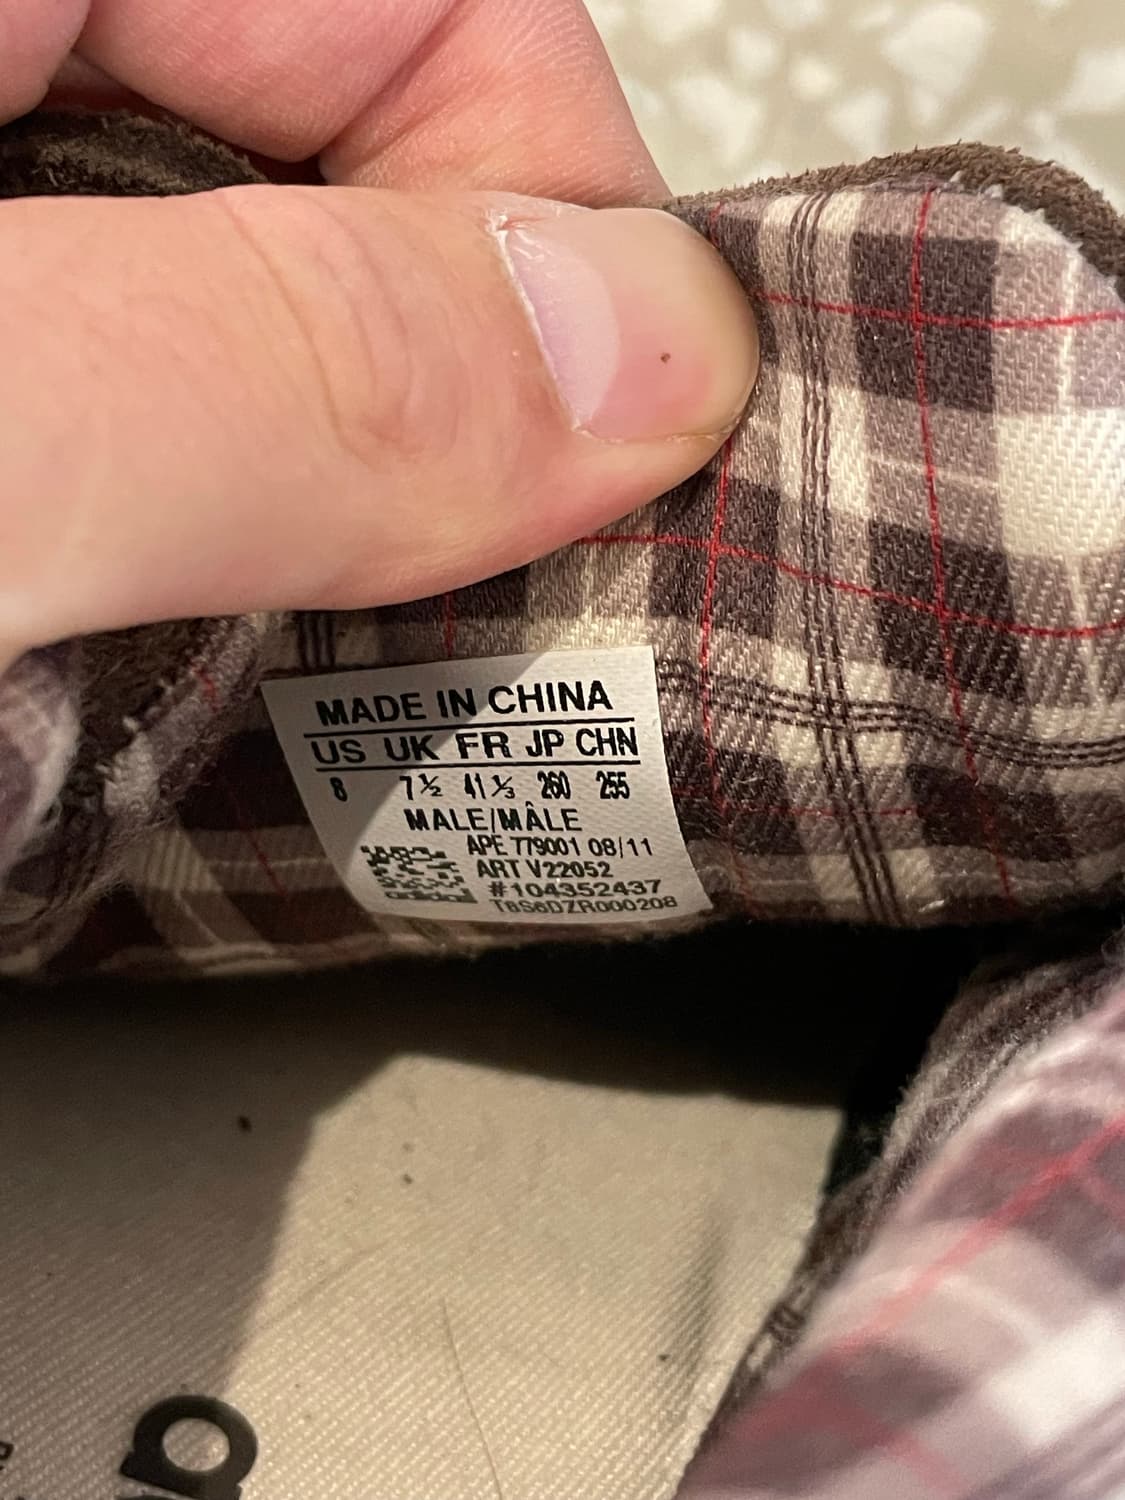 MADE IN CHINA
US UK FR JP CHN
8 7½ 41⅓ 260 255
MALE/MÂLE
APE 779001 08/11
ART V22052
#104352437
adidas